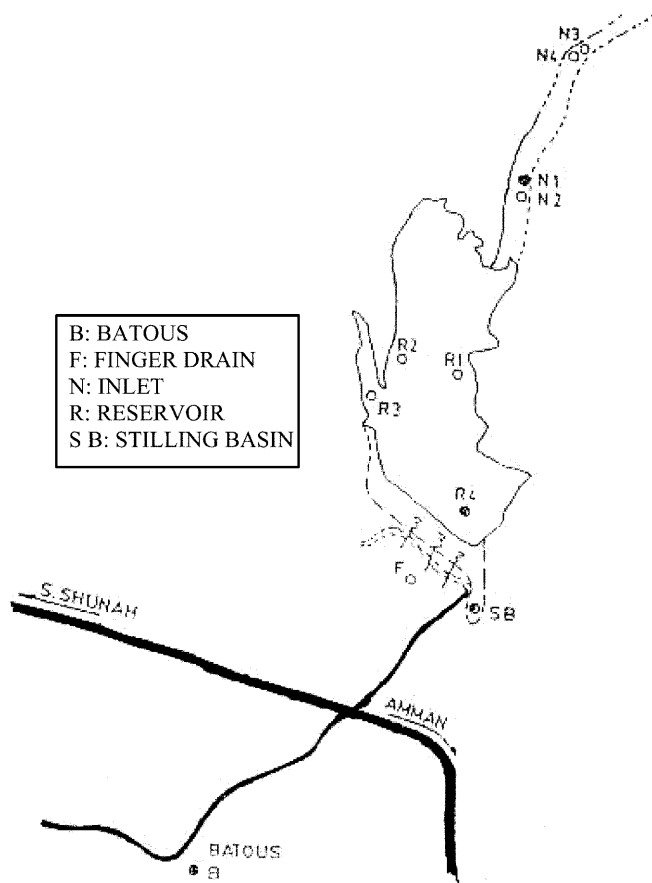 N3
N4
N1
N2
B: BATOUS
F: FINGER DRAIN
N: INLET
R: RESERVOIR
S B: STILLING BASIN
R2
R1
R3
R4
F
SB
S. SHUNAH
AMMAN
BATOUS
B